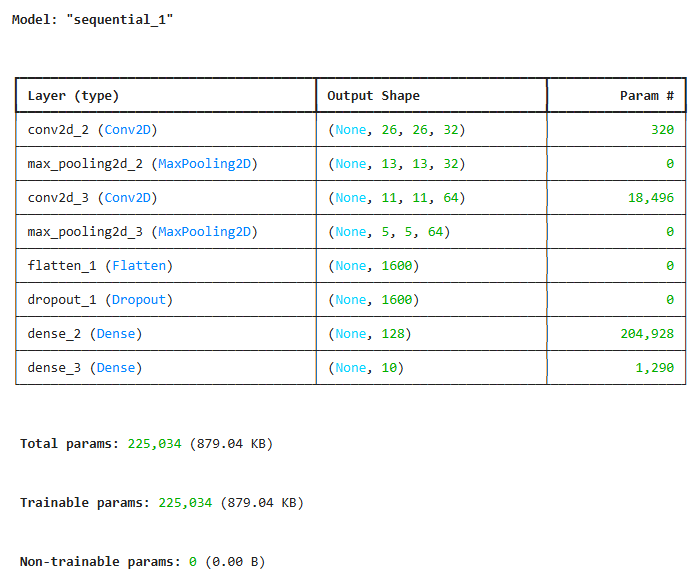 Model: "sequential_1"
Layer (type) Output Shape Param #
conv2d_2 (Conv2D) (None, 26, 26, 32) 320
max_pooling2d_2 (MaxPooling2D) (None, 13, 13, 32) 0
conv2d_3 (Conv2D) (None, 11, 11, 64) 18,496
max_pooling2d_3 (MaxPooling2D) (None, 5, 5, 64) 0
flatten_1 (Flatten) (None, 1600) 0
dropout_1 (Dropout) (None, 1600) 0
dense_2 (Dense) (None, 128) 204,928
dense_3 (Dense) (None, 10) 1,290
Total params: 225,034 (879.04 KB)
Trainable params: 225,034 (879.04 KB)
Non-trainable params: 0 (0.00 B)